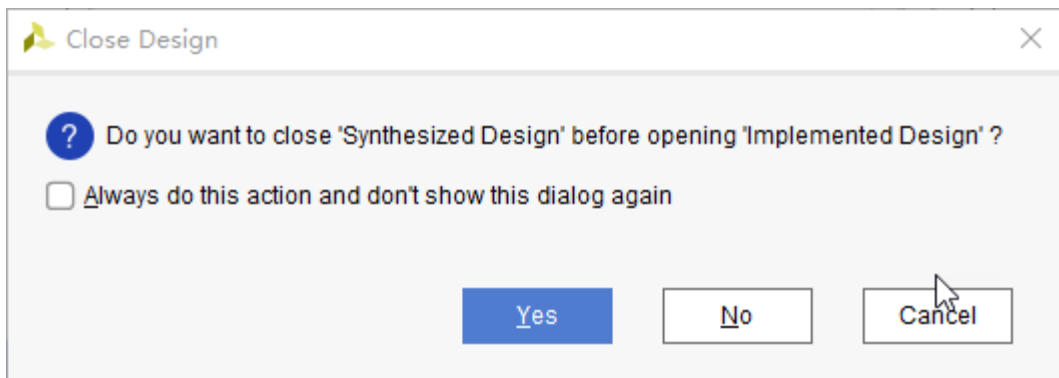 Close Design
Do you want to close 'Synthesized Design' before opening 'Implemented Design' ?
Always do this action and don't show this dialog again
Yes
No
Cancel